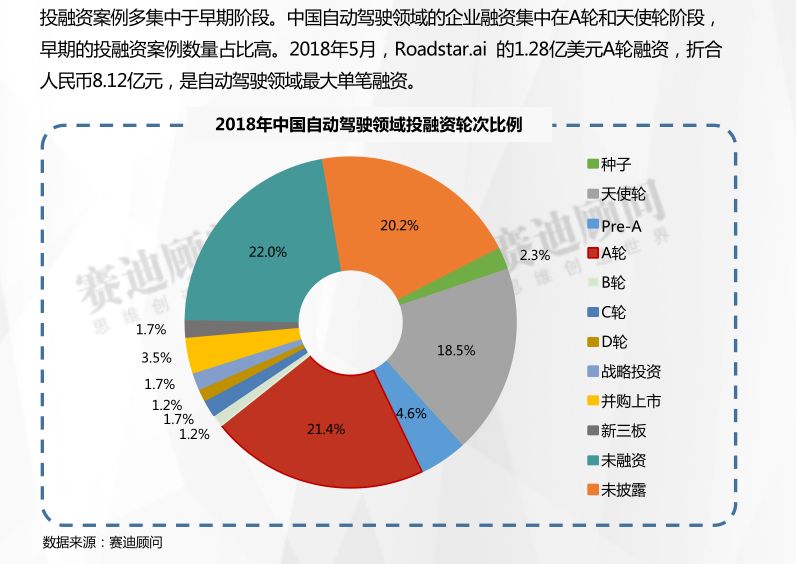 投融资案例多集中于早期阶段。中国自动驾驶领域的企业融资集中在A轮和天使轮阶段，
早期的投融资案例数量占比高。2018年5月，Roadstar.ai 的1.28亿美元A轮融资，折合
人民币8.12亿元，是自动驾驶领域最大单笔融资。
2018年中国自动驾驶领域投融资轮次比例
种子
天使轮
Pre-A
A轮
B轮
C轮
D轮
战略投资
并购上市
新三板
未融资
未披露
20.2%
2.3%
22.0%
18.5%
1.7%
3.5%
1.7%
1.2%
1.7%
1.2%
21.4%
4.6%
赛迪顾问
思维创
赛迪顾问
思维创造世界
数据来源：赛迪顾问